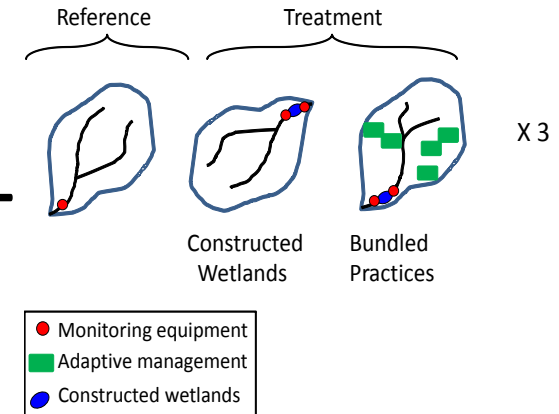 Reference
Treatment
X 3
Constructed
Wetlands
Bundled
Practices
Monitoring equipment
Adaptive management
Constructed wetlands